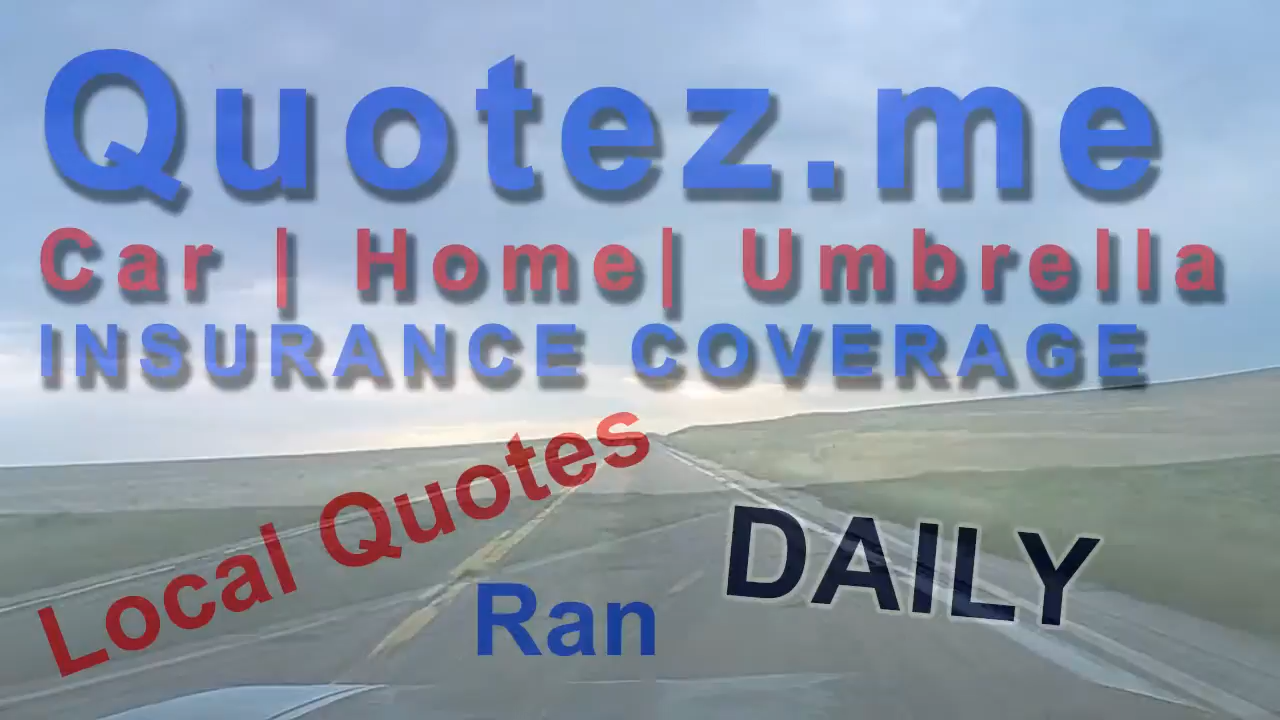 Quotez.me
Car | Home| Umbrella
INSURANCE COVERAGE
Local Quotes
Ran
DAILY